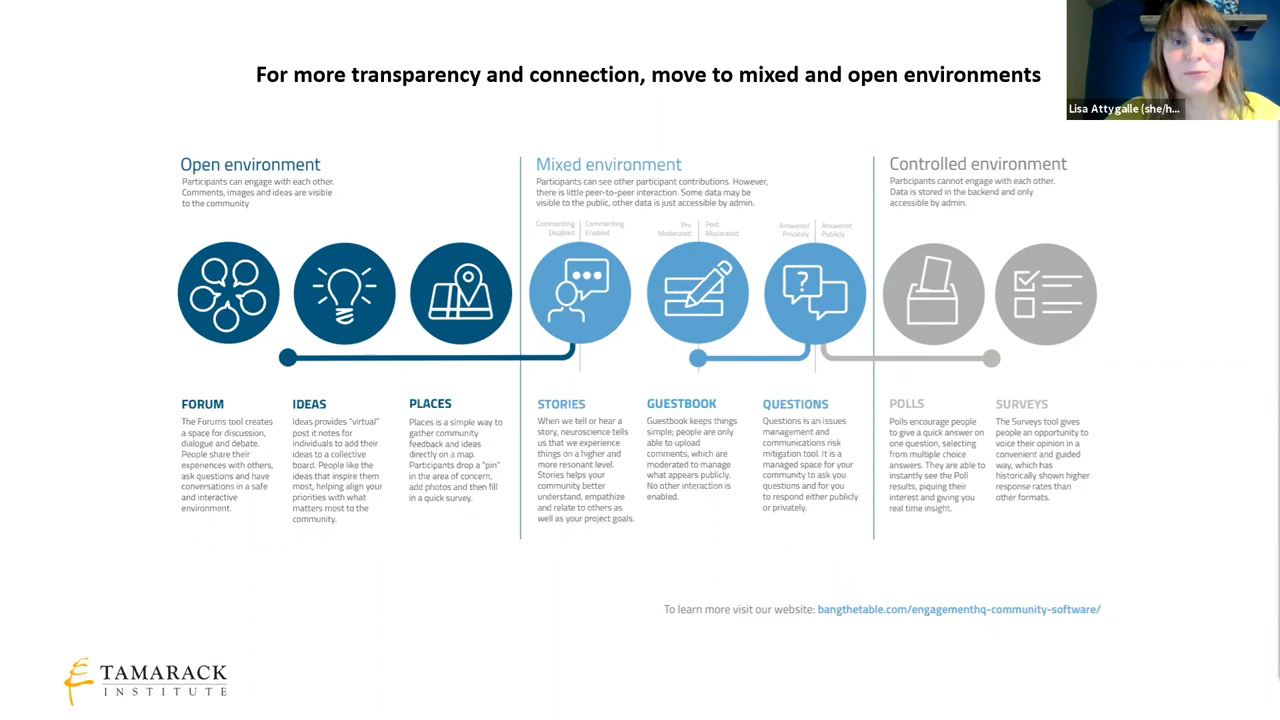 For more transparency and connection, move to mixed and open environments
Lisa Attygalle (she/h...
Open environment
Participants can engage with each other.
Comments, images and ideas are visible
to the community
Mixed environment
Participants can see other participant contributions. However,
there is little peer-to-peer interaction. Some data may be
visible to the public, other data is just accessible by admin.
Controlled environment
Participants cannot engage with each other.
Data is stored in the backend and only
accessible by admin.
Commenting
Disabled
Commenting
Enabled
Pre
Moderated
Post
Moderated
Answered
Privately
Answered
Publicly
?
FORUM
The Forums tool creates
a space for discussion,
dialogue and debate.
People share their
experiences with others,
ask questions and have
conversations in a safe
and interactive
environment.
IDEAS
Ideas provides "virtual"
post it notes for
individuals to add their
ideas to a collective
board. People like the
ideas that inspire them
most, helping align your
priorities with what
matters most to the
community.
PLACES
Places is a simple way to
gather community
feedback and ideas
directly on a map.
Participants drop a "pin"
in the area of concern,
add photos and then fill
in a quick survey.
STORIES
When we tell or hear a
story, neuroscience tells
us that we experience
things on a higher and
more resonant level.
Stories helps your
community better
understand, empathize
and relate to others as
well as your project goals.
GUESTBOOK
Guestbook keeps things
simple; people are only
able to upload
comments, which are
moderated to manage
what appears publicly.
No other interaction is
enabled.
QUESTIONS
Questions is an issues
management and
communications risk
mitigation tool. It is a
managed space for your
community to ask you
questions and for you
to respond either publicly
or privately.
POLLS
Polls encourage people
to give a quick answer on
one question, selecting
from multiple choice
answers. They are able to
instantly see the Poll
results, piquing their
interest and giving you
real time insight.
SURVEYS
The Surveys tool gives
people an opportunity to
voice their opinion in a
convenient and guided
way, which has
historically shown higher
response rates than
other formats.
To learn more visit our website: bangthetable.com/engagementhq-community-software/
TAMARACK
INSTITUTE